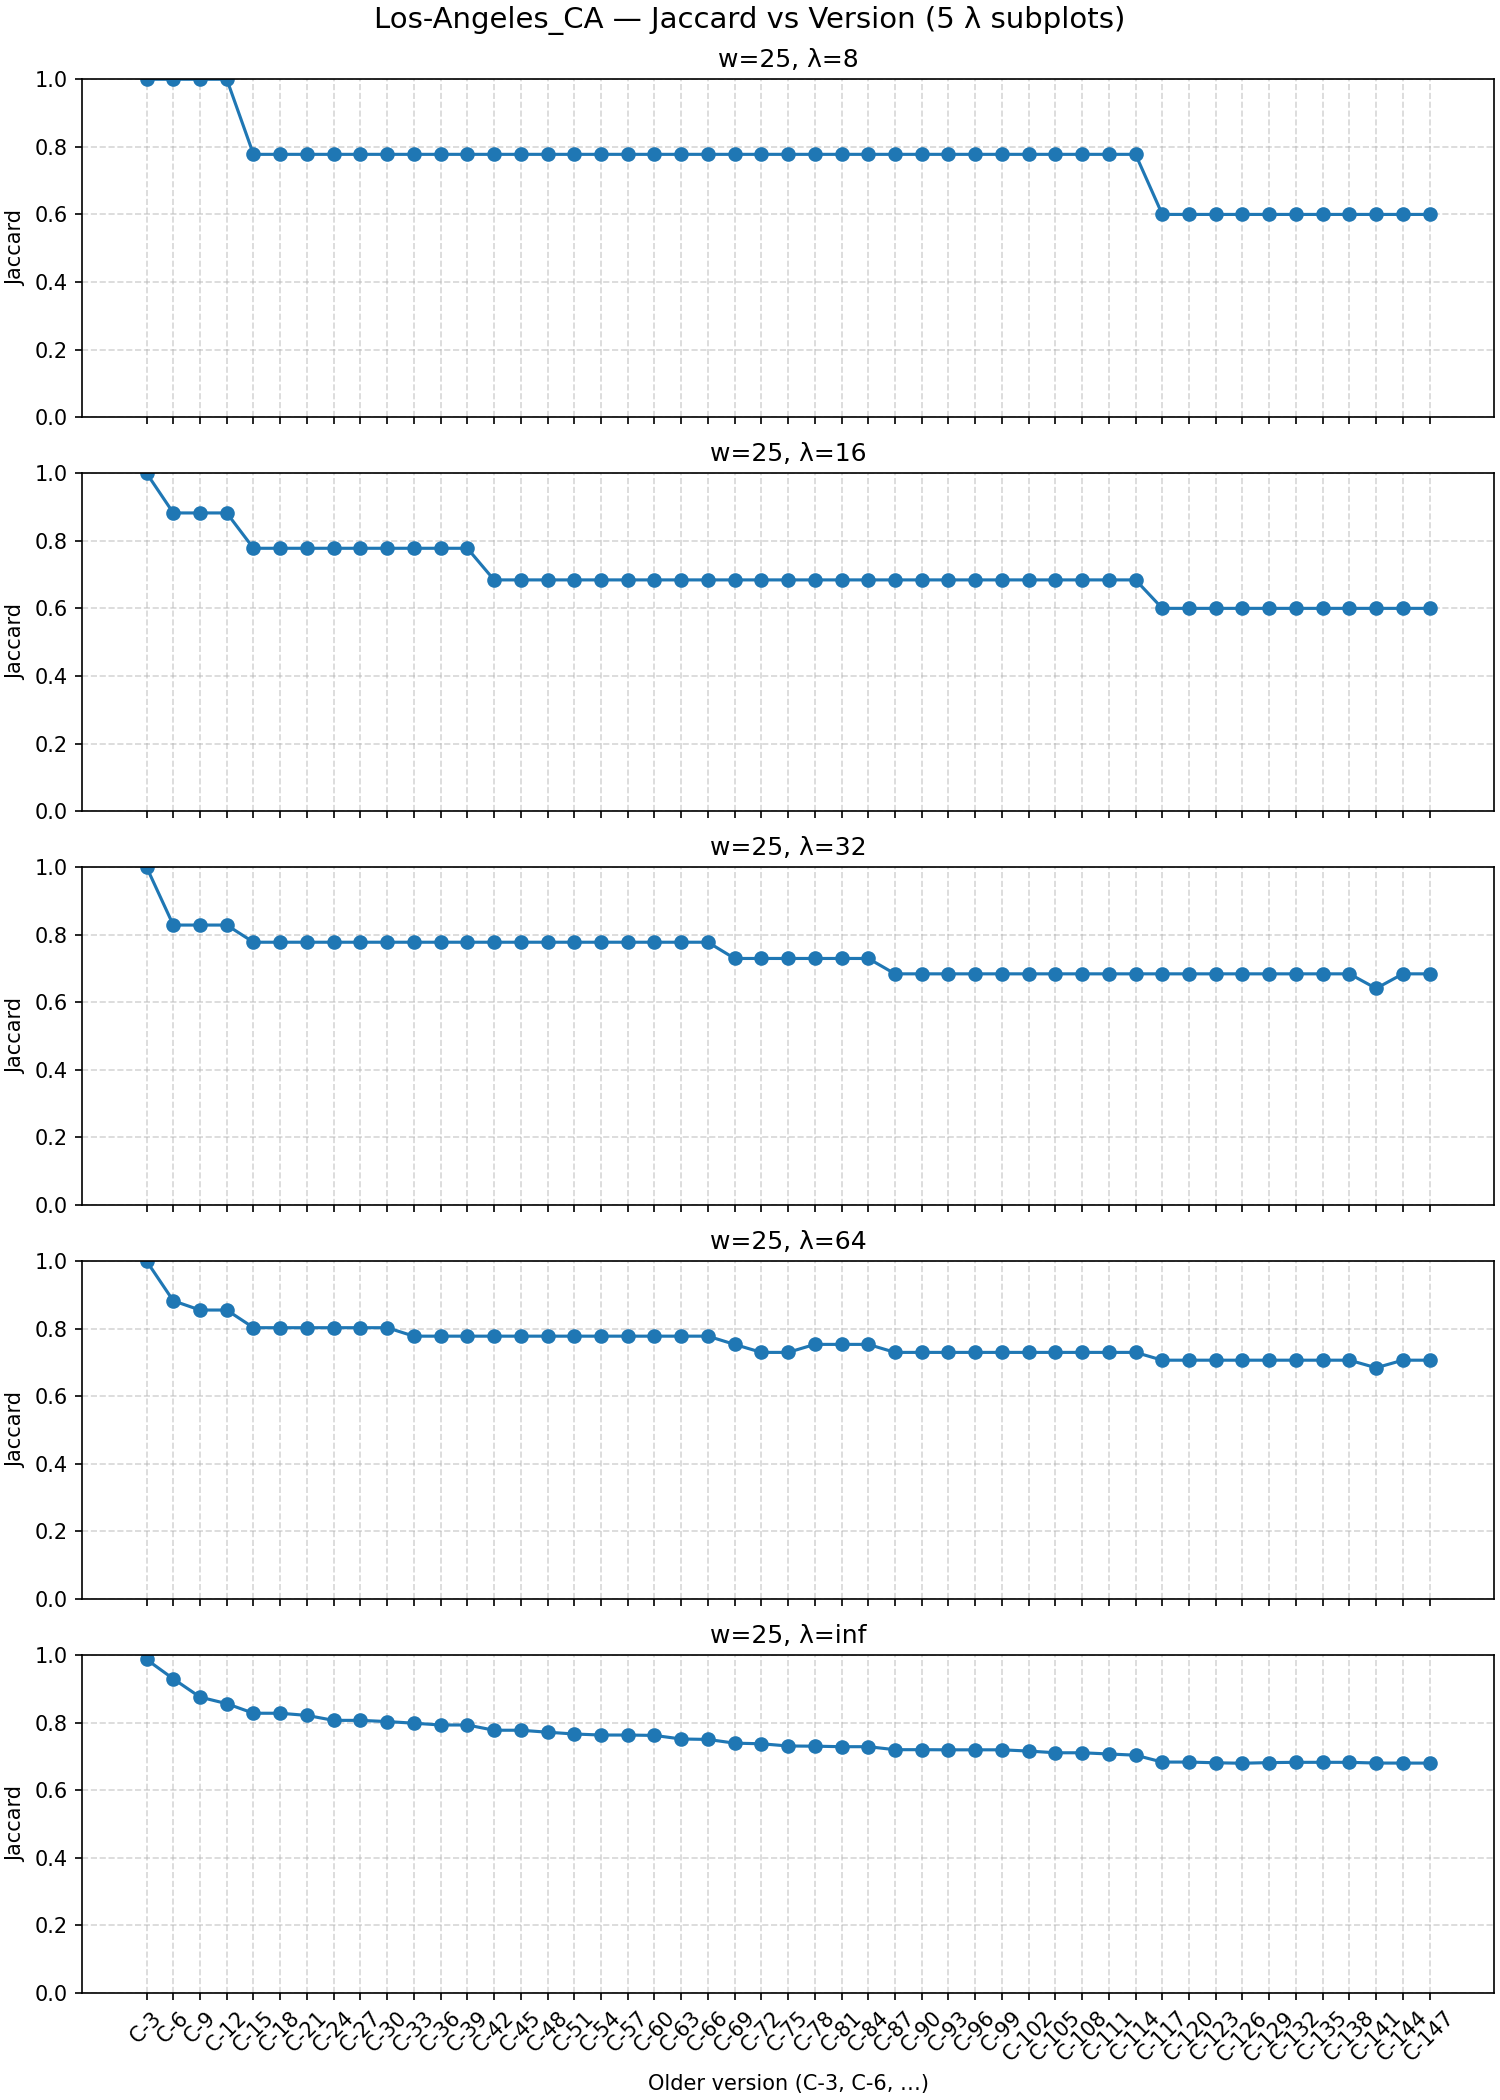 Los-Angeles_CA — Jaccard vs Version (5 λ subplots)
w=25, λ=8
1.0
0.8
0.6
0.4
0.2
0.0
Jaccard
w=25, λ=16
1.0
0.8
0.6
0.4
0.2
0.0
Jaccard
w=25, λ=32
1.0
0.8
0.6
0.4
0.2
0.0
Jaccard
w=25, λ=64
1.0
0.8
0.6
0.4
0.2
0.0
Jaccard
w=25, λ=inf
1.0
0.8
0.6
0.4
0.2
0.0
Jaccard
C-3 C-6 C-9 C-12 C-15 C-18 C-21 C-24 C-27 C-30 C-33 C-36 C-39 C-42 C-45 C-48 C-51 C-54 C-57 C-60 C-63 C-66 C-69 C-72 C-75 C-78 C-81 C-84 C-87 C-90 C-93 C-96 C-99 C-102 C-105 C-108 C-111 C-114 C-117 C-120 C-123 C-126 C-129 C-132 C-135 C-138 C-141 C-144 C-147
Older version (C-3, C-6, ...)